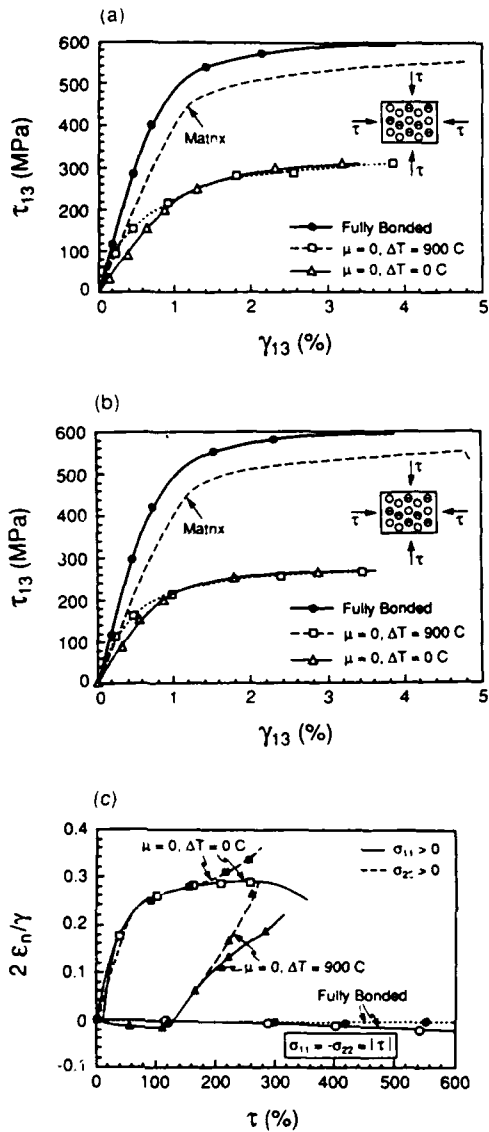 (a)
600
500
400
300
200
100
0
τ₁₃ (MPa)
Matrix
τ
τ
τ
τ
Fully Bonded
μ = 0, ΔT = 900 C
μ = 0, ΔT = 0 C
0 1 2 3 4 5
γ₁₃ (%)
(b)
600
500
400
300
200
100
0
τ₁₃ (MPa)
Matrix
τ
τ
τ
τ
Fully Bonded
μ = 0, ΔT = 900 C
μ = 0, ΔT = 0 C
0 1 2 3 4 5
γ₁₃ (%)
(c)
0.4
0.3
0.2
0.1
0
-0.1
2 εₙ/γ
μ = 0, ΔT = 0 C
σ₁₁ > 0
σ₂₂ > 0
μ = 0, ΔT = 900 C
Fully Bonded
σ₁₁ = -σ₂₂ = |τ|
0 100 200 300 400 500 600
τ (%)